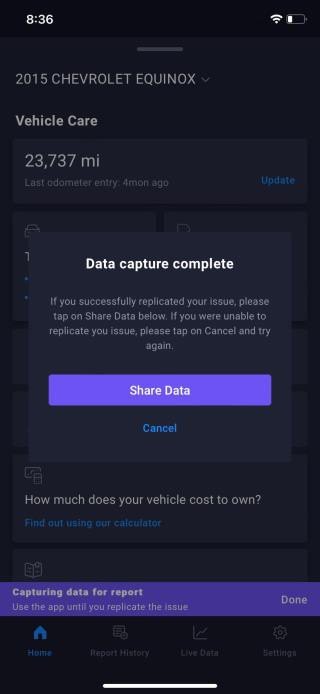 8:36
2015 CHEVROLET EQUINOX
Vehicle Care
23,737 mi
Last odometer entry: 4mon ago
Update
Data capture complete
If you successfully replicated your issue, please
tap on Share Data below. If you were unable to
replicate you issue, please tap on Cancel and try
again.
Share Data
Cancel
How much does your vehicle cost to own?
Find out using our calculator
Capturing data for report
Use the app until you replicate the issue
Done
Home
Report History
Live Data
Settings